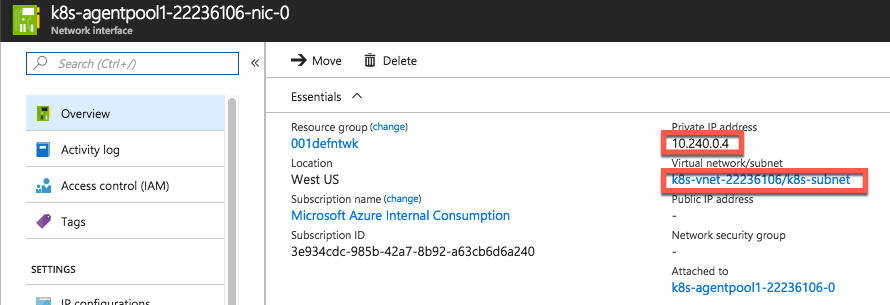 k8s-agentpool1-22236106-nic-0
Network interface
Search (Ctrl+/)
«
Overview
Activity log
Access control (IAM)
Tags
SETTINGS
IP configurations
Move
Delete
Essentials
Resource group (change)
001defntwk
Location
West US
Subscription name (change)
Microsoft Azure Internal Consumption
Subscription ID
3e934cdc-985b-42a7-8b92-a63cb6d6a240
Private IP address
10.240.0.4
Virtual network/subnet
k8s-vnet-22236106/k8s-subnet
Public IP address
-
Network security group
-
Attached to
k8s-agentpool1-22236106-0